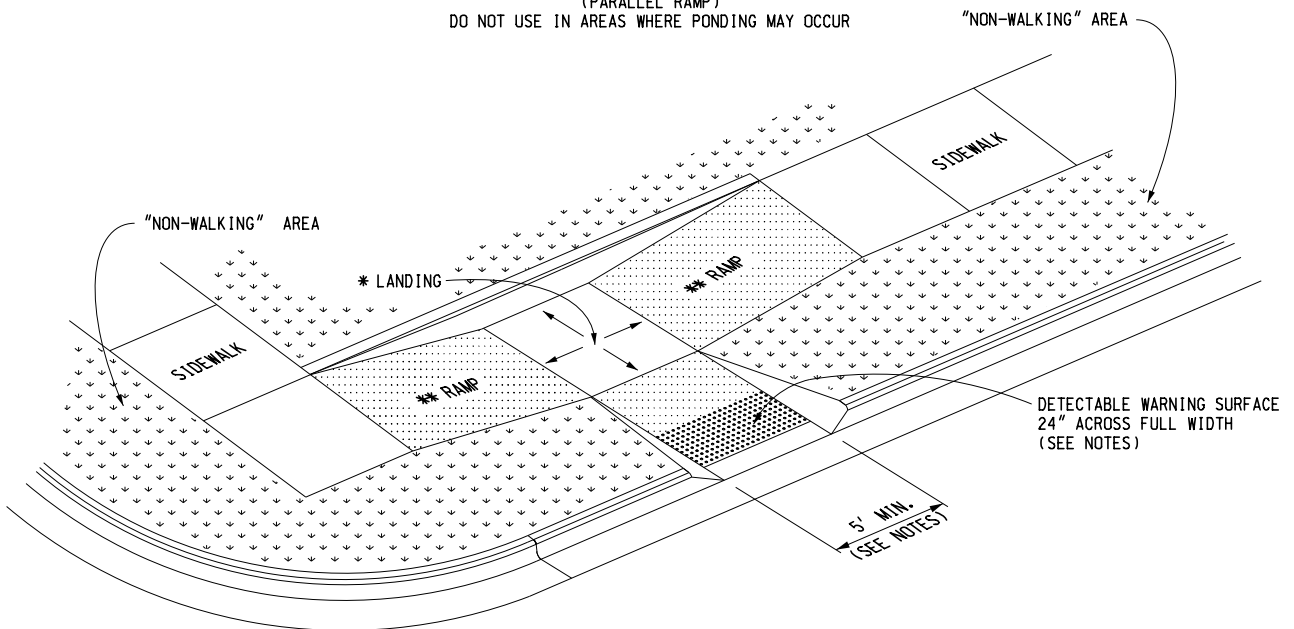 (PARALLEL RAMP)
DO NOT USE IN AREAS WHERE PONDING MAY OCCUR
"NON-WALKING" AREA
SIDEWALK
"NON-WALKING" AREA
** RAMP
* LANDING
SIDEWALK
** RAMP
DETECTABLE WARNING SURFACE
24" ACROSS FULL WIDTH
(SEE NOTES)
5' MIN.
(SEE NOTES)